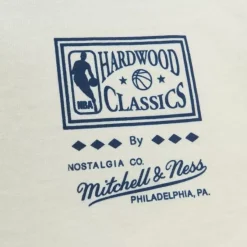 HARDWOOD
NBA
CLASSICS
By
NOSTALGIA CO.
Mitchell & Ness
PHILADELPHIA, PA.